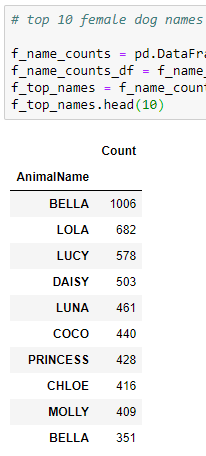 # top 10 female dog names
f_name_counts = pd.DataFra
f_name_counts_df = f_name_
f_top_names = f_name_coun
f_top_names.head(10)
Count
AnimalName
BELLA 1006
LOLA 682
LUCY 578
DAISY 503
LUNA 461
COCO 440
PRINCESS 428
CHLOE 416
MOLLY 409
BELLA 351